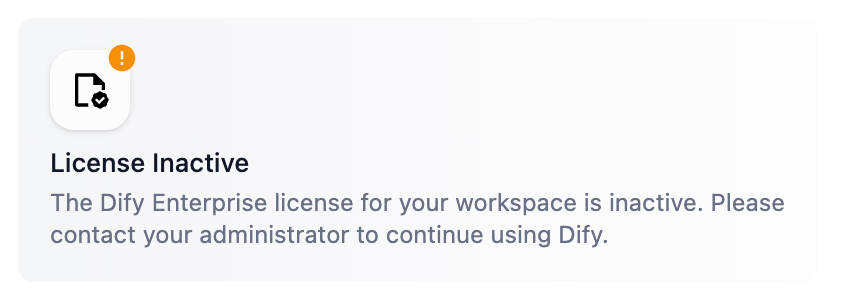 License Inactive
The Dify Enterprise license for your workspace is inactive. Please
contact your administrator to continue using Dify.